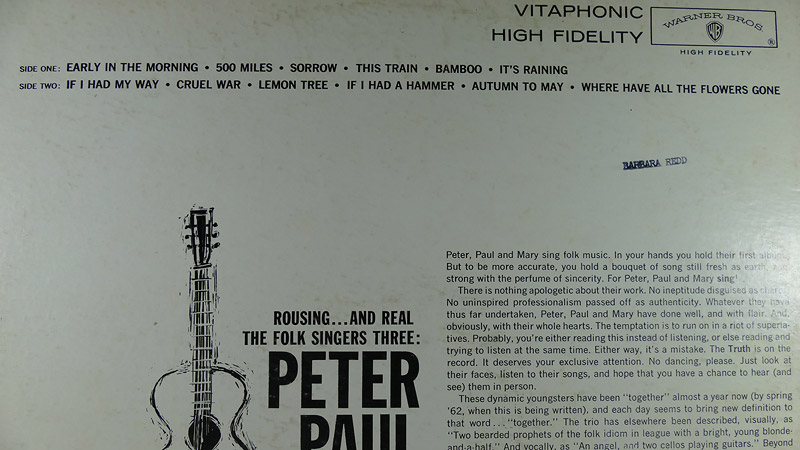 VITAPHONIC
HIGH FIDELITY
WARNER BROS.
WB
®
HIGH FIDELITY
SIDE ONE: EARLY IN THE MORNING • 500 MILES • SORROW • THIS TRAIN • BAMBOO • IT'S RAINING
SIDE TWO: IF I HAD MY WAY • CRUEL WAR • LEMON TREE • IF I HAD A HAMMER • AUTUMN TO MAY • WHERE HAVE ALL THE FLOWERS GONE
BARBARA REDD
ROUSING...AND REAL
THE FOLK SINGERS THREE:
PETER
PAUL
Peter, Paul and Mary sing folk music. In your hands you hold their first album.
But to be more accurate, you hold a bouquet of song still fresh as earth, and
strong with the perfume of sincerity. For Peter, Paul and Mary sing
There is nothing apologetic about their work. No ineptitude disguised as
No uninspired professionalism passed off as authenticity. Whatever they have
thus far undertaken, Peter, Paul and Mary have done well, and with flair. And,
obviously, with their whole hearts. The temptation is to run on in a riot of superla-
tives. Probably, you're either reading this instead of listening, or else reading and
trying to listen at the same time. Either way, it's a mistake. The Truth is on the
record. It deserves your exclusive attention. No dancing, please. Just look at
their faces, listen to their songs, and hope that you have a chance to hear (and
see) them in person.
These dynamic youngsters have been "together" almost a year now (by spring
'62, when this is being written), and each day seems to bring new definition to
that word ... "together." The trio has elsewhere been described, visually, as
"Two bearded prophets of the folk idiom in league with a bright, young blonde-
and-a-half." And vocally, as "An angel, and two cellos playing guitars." Beyond